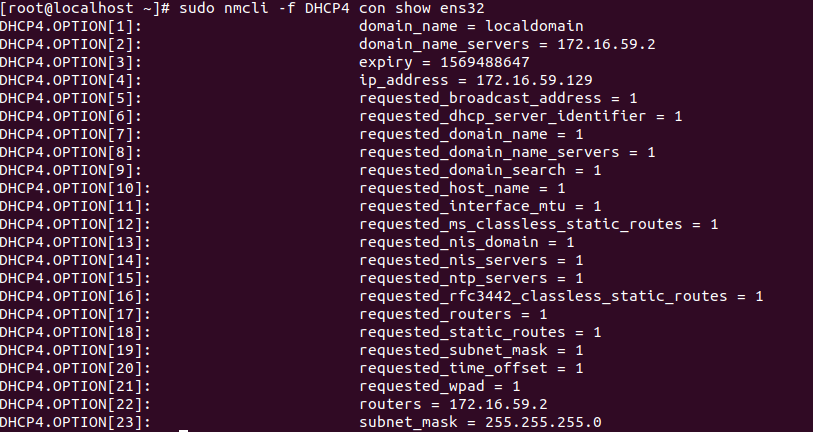 [root@localhost ~]# sudo nmcli -f DHCP4 con show ens32
DHCP4.OPTION[1]: domain_name = localdomain
DHCP4.OPTION[2]: domain_name_servers = 172.16.59.2
DHCP4.OPTION[3]: expiry = 1569488647
DHCP4.OPTION[4]: ip_address = 172.16.59.129
DHCP4.OPTION[5]: requested_broadcast_address = 1
DHCP4.OPTION[6]: requested_dhcp_server_identifier = 1
DHCP4.OPTION[7]: requested_domain_name = 1
DHCP4.OPTION[8]: requested_domain_name_servers = 1
DHCP4.OPTION[9]: requested_domain_search = 1
DHCP4.OPTION[10]: requested_host_name = 1
DHCP4.OPTION[11]: requested_interface_mtu = 1
DHCP4.OPTION[12]: requested_ms_classless_static_routes = 1
DHCP4.OPTION[13]: requested_nis_domain = 1
DHCP4.OPTION[14]: requested_nis_servers = 1
DHCP4.OPTION[15]: requested_ntp_servers = 1
DHCP4.OPTION[16]: requested_rfc3442_classless_static_routes = 1
DHCP4.OPTION[17]: requested_routers = 1
DHCP4.OPTION[18]: requested_static_routes = 1
DHCP4.OPTION[19]: requested_subnet_mask = 1
DHCP4.OPTION[20]: requested_time_offset = 1
DHCP4.OPTION[21]: requested_wpad = 1
DHCP4.OPTION[22]: routers = 172.16.59.2
DHCP4.OPTION[23]: subnet_mask = 255.255.255.0